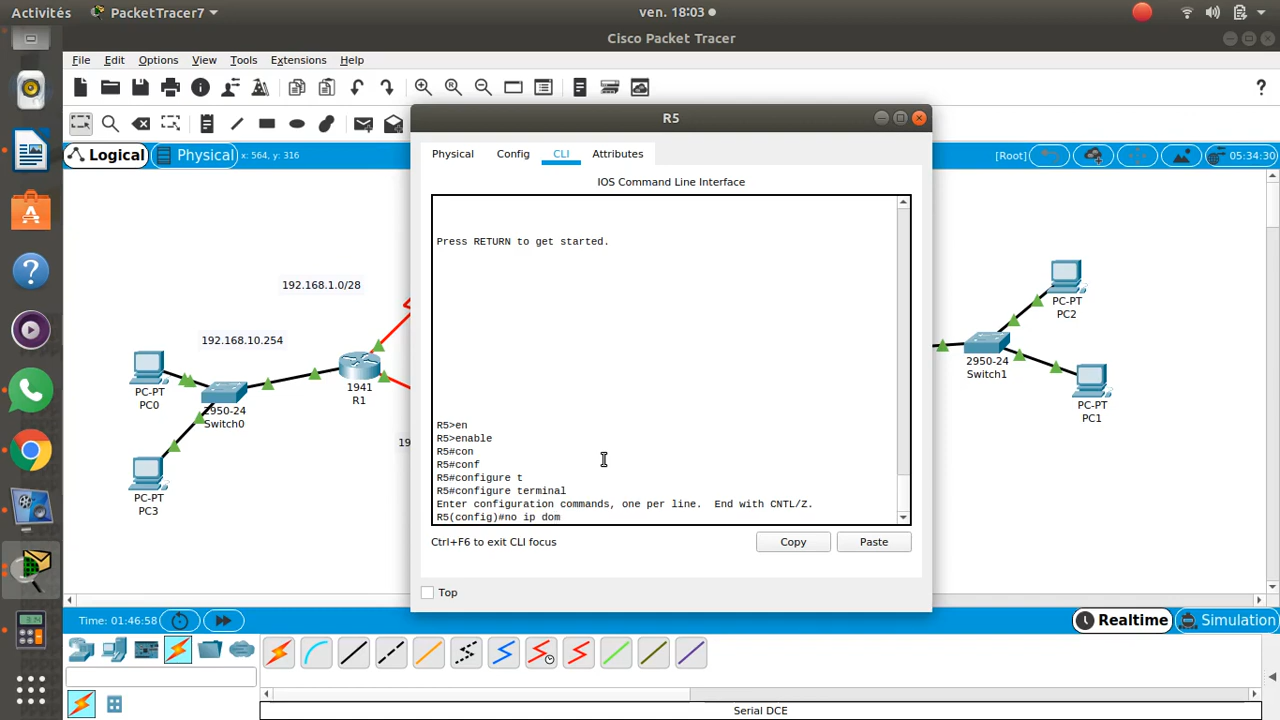 Activités
PacketTracer7
ven. 18:03
Cisco Packet Tracer
File Edit Options View Tools Extensions Help
R5
Logical Physical x: 564, y: 316
[Root] 05:34:30
Physical Config CLI Attributes
IOS Command Line Interface
Press RETURN to get started.
R5>en
R5>enable
R5#con
R5#conf
R5#configure t
R5#configure terminal
Enter configuration commands, one per line.  End with CNTL/Z.
R5(config)#no ip dom
Ctrl+F6 to exit CLI focus
Copy Paste
Top
192.168.1.0/28
192.168.10.254
PC-PT
PC0
2950-24
Switch0
1941
R1
19
PC-PT
PC3
PC-PT
PC2
2950-24
Switch1
PC-PT
PC1
Time: 01:46:58
Realtime Simulation
Serial DCE